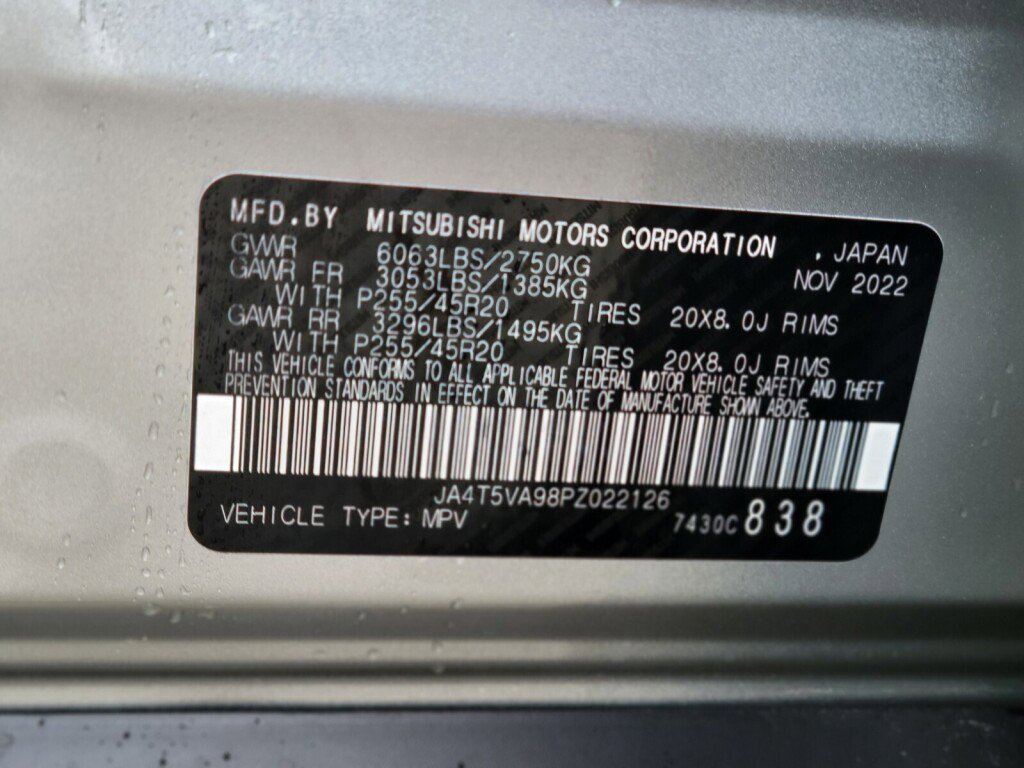 MFD.BY MITSUBISHI MOTORS CORPORATION , JAPAN
GVWR 6063LBS/2750KG NOV 2022
GAWR FR 3053LBS/1385KG
WITH P255/45R20 TIRES 20X8.0J RIMS
GAWR RR 3296LBS/1495KG
WITH P255/45R20 TIRES 20X8.0J RIMS
THIS VEHICLE CONFORMS TO ALL APPLICABLE FEDERAL MOTOR VEHICLE SAFETY AND THEFT
PREVENTION STANDARDS IN EFFECT ON THE DATE OF MANUFACTURE SHOWN ABOVE.
JA4T5VA98PZ022126
VEHICLE TYPE: MPV 7430C 838